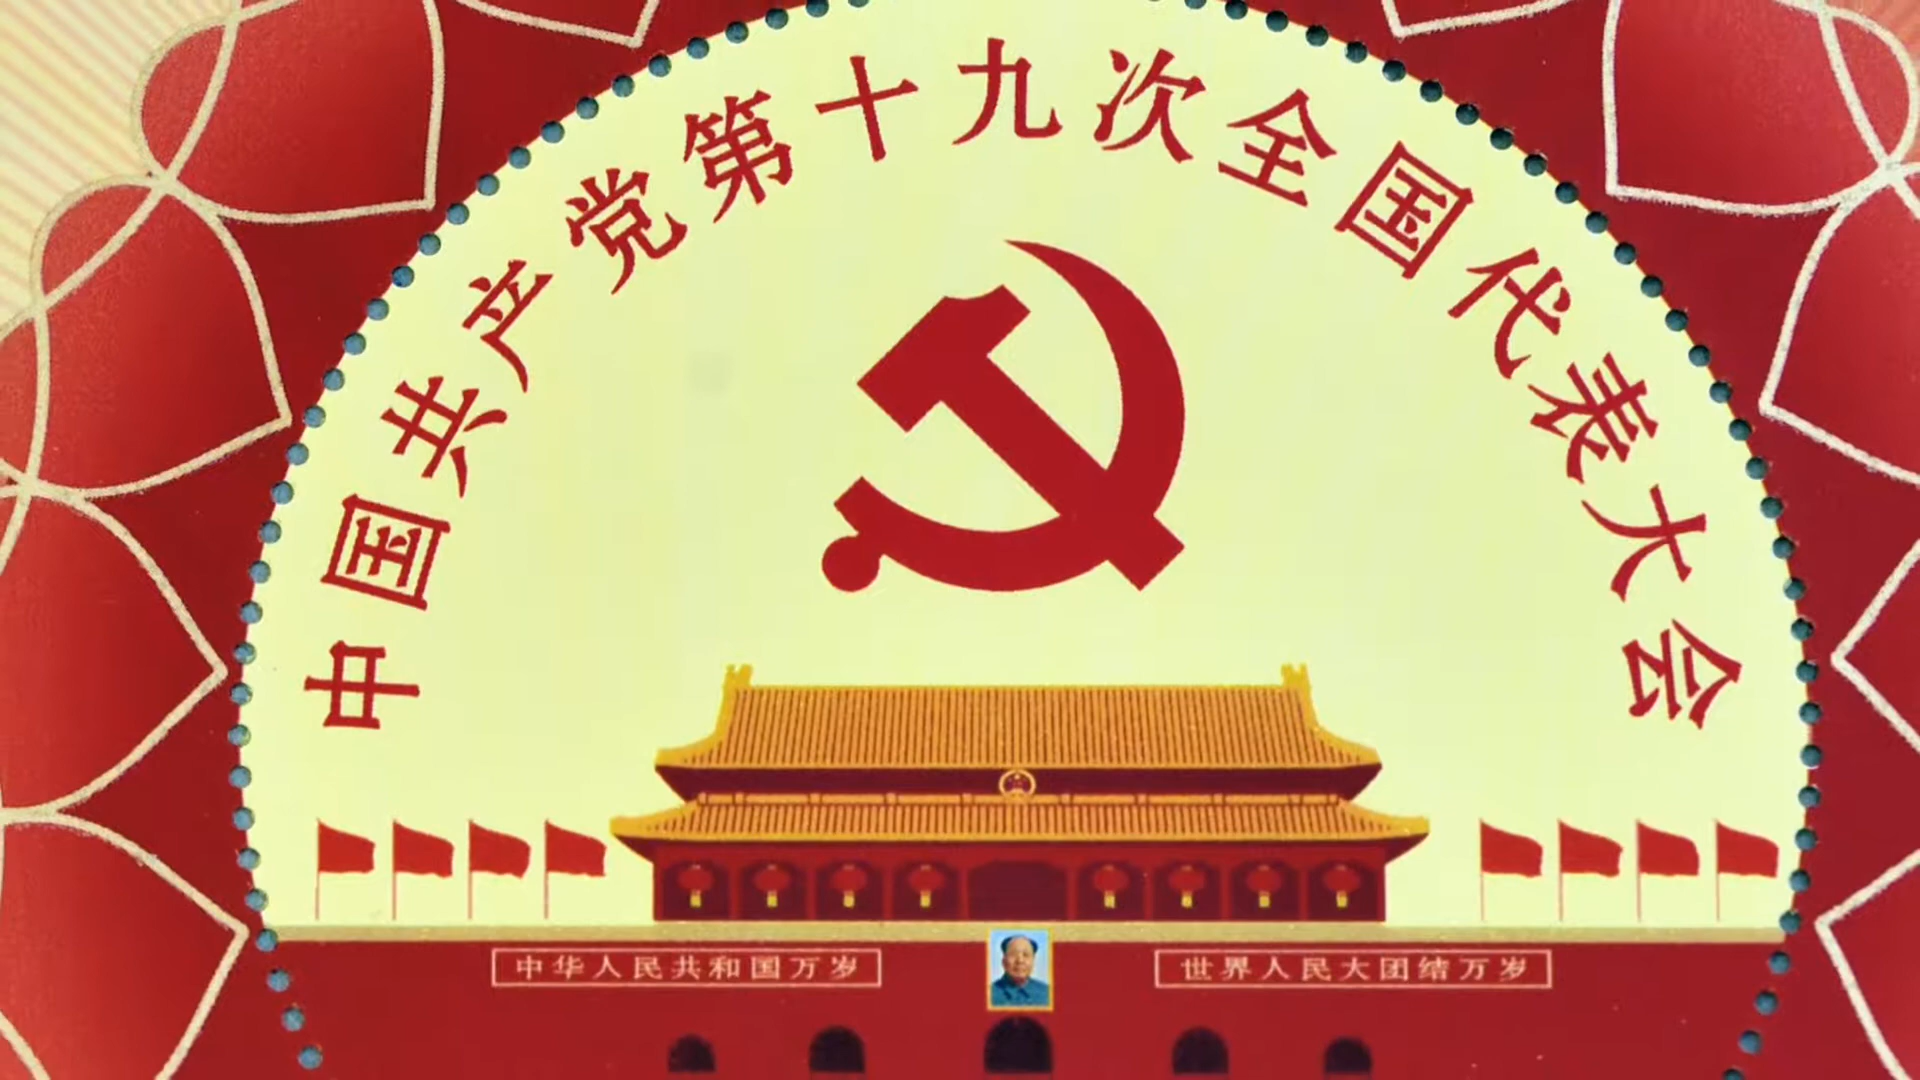 中国共产党第十九次全国代表大会
中华人民共和国万岁
世界人民大团结万岁